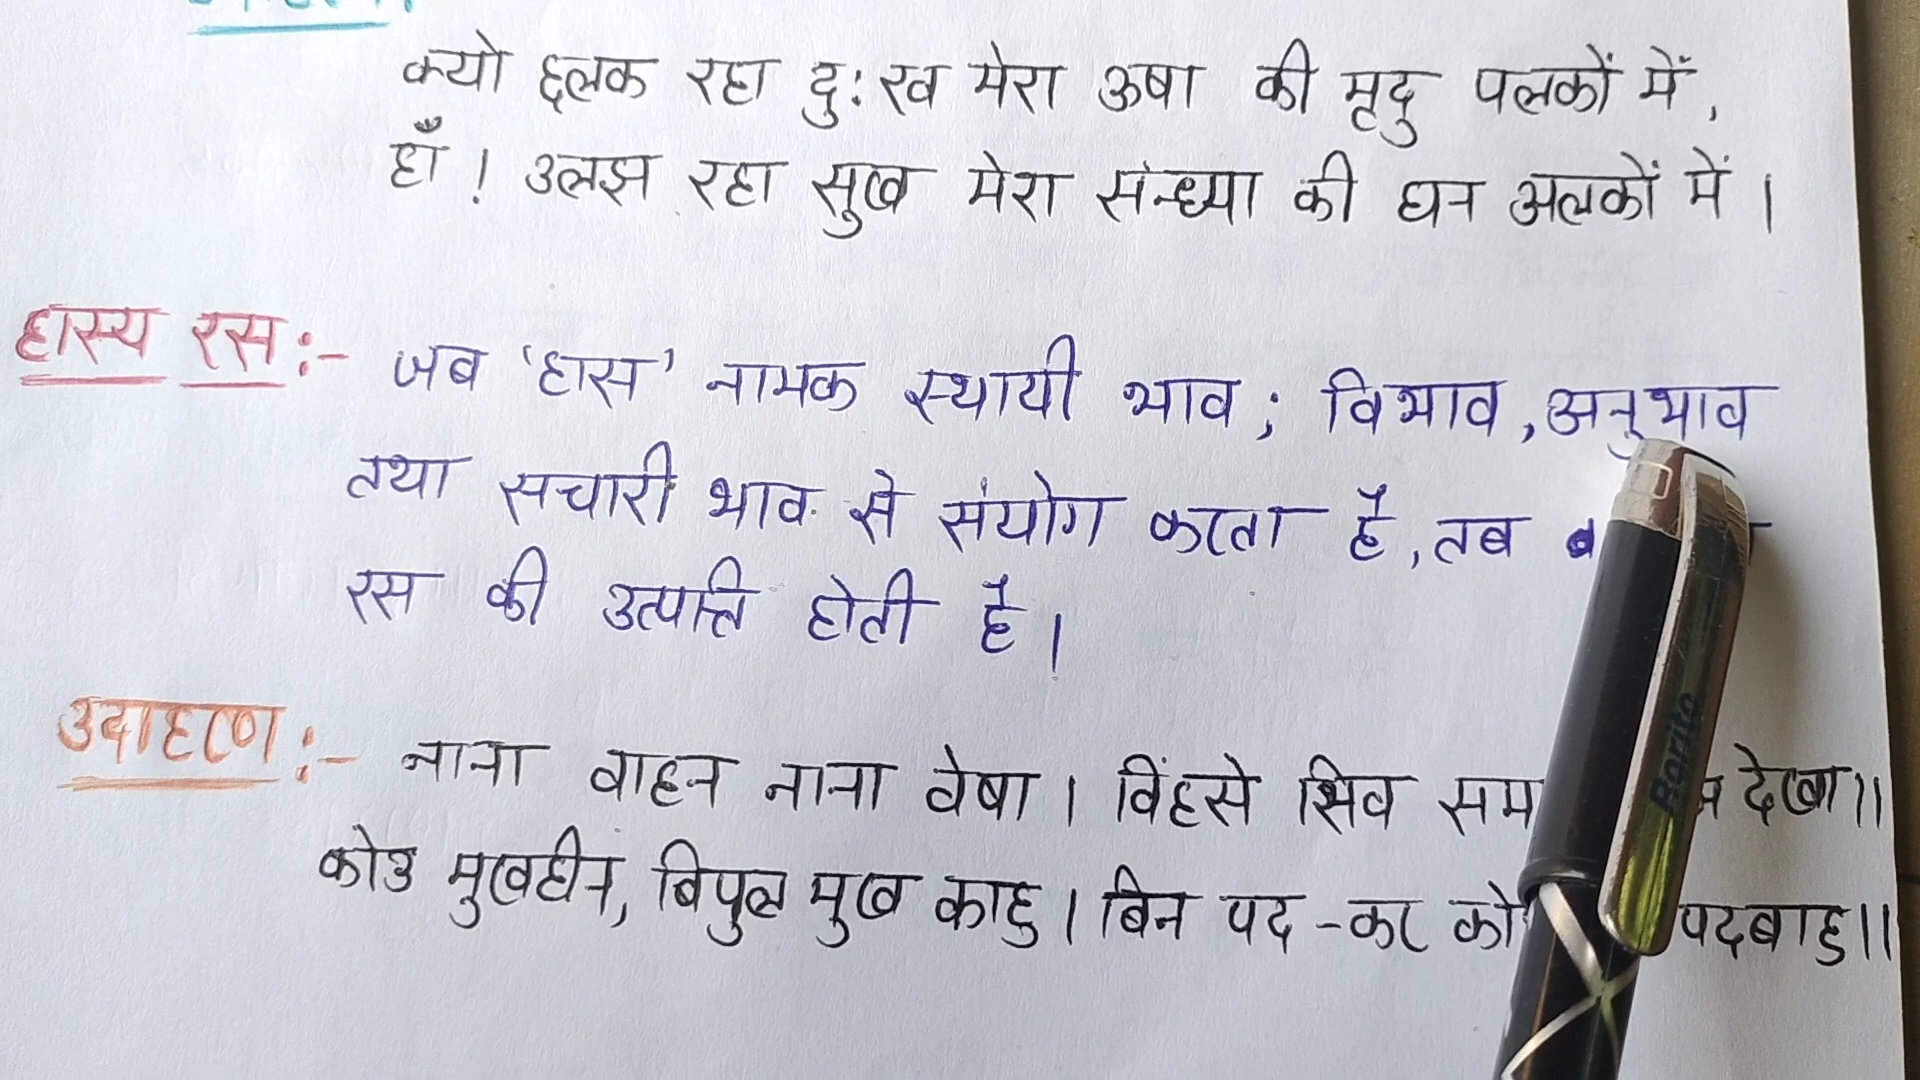 क्यो छलक रहा दुःख मेरा ऊषा की मृदु पलकों में,
हाँ ! उलझ रहा सुख मेरा सन्ध्या की घन अलकों में ।
हास्य रस :- जब 'हास' नामक स्थायी भाव ; विभाव , अनुभाव
तथा सचारी भाव से संयोग करता है , तब
रस की उत्पत्ति होती है ।
उदाहरण :- नाना वाहन नाना वेषा । विंहसे सिव सम देखा ॥
कोउ मुखहीन, बिपुल मुख काहु । बिन पद - कर को पदबाहु ॥
Rorito